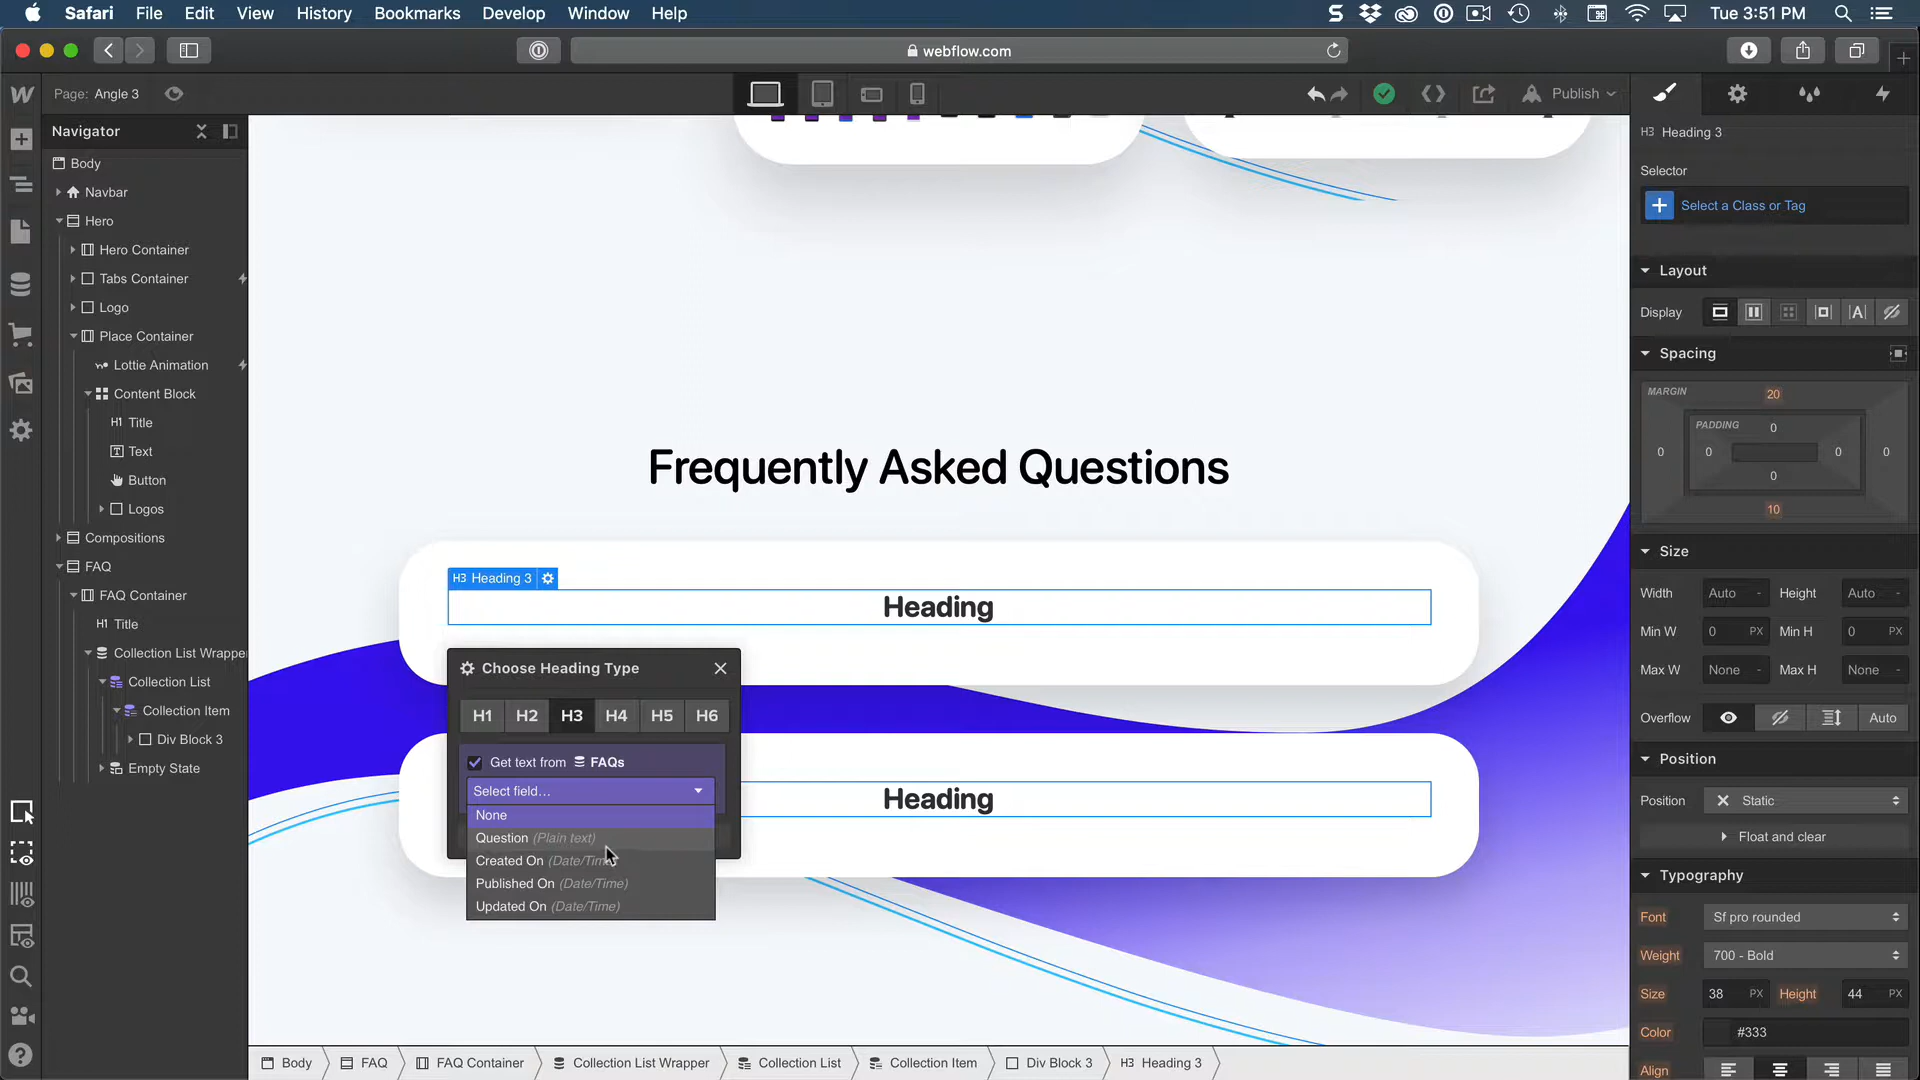 Safari File Edit View History Bookmarks Develop Window Help Tue 3:51 PM
webflow.com
Page: Angle 3
Publish
Navigator
Body
Navbar
Hero
Hero Container
Tabs Container
Logo
Place Container
Lottie Animation
Content Block
H1 Title
Text
Button
Logos
Compositions
FAQ
FAQ Container
H1 Title
Collection List Wrappe
Collection List
Collection Item
Div Block 3
Empty State
Frequently Asked Questions
H3 Heading 3
Heading
Choose Heading Type
H1 H2 H3 H4 H5 H6
Get text from FAQs
Select field...
None
Question (Plain text)
Created On (Date/Time)
Published On (Date/Time)
Updated On (Date/Time)
Heading
H3 Heading 3
Selector
Select a Class or Tag
Layout
Display
Spacing
MARGIN
20
PADDING
0
0 0 0 0
0
10
Size
Width Auto - Height Auto -
Min W 0 PX Min H 0 PX
Max W None - Max H None -
Overflow Auto
Position
Position Static
Float and clear
Typography
Font Sf pro rounded
Weight 700 - Bold
Size 38 PX Height 44 PX
Color #333
Align
Body FAQ FAQ Container Collection List Wrapper Collection List Collection Item Div Block 3 H3 Heading 3